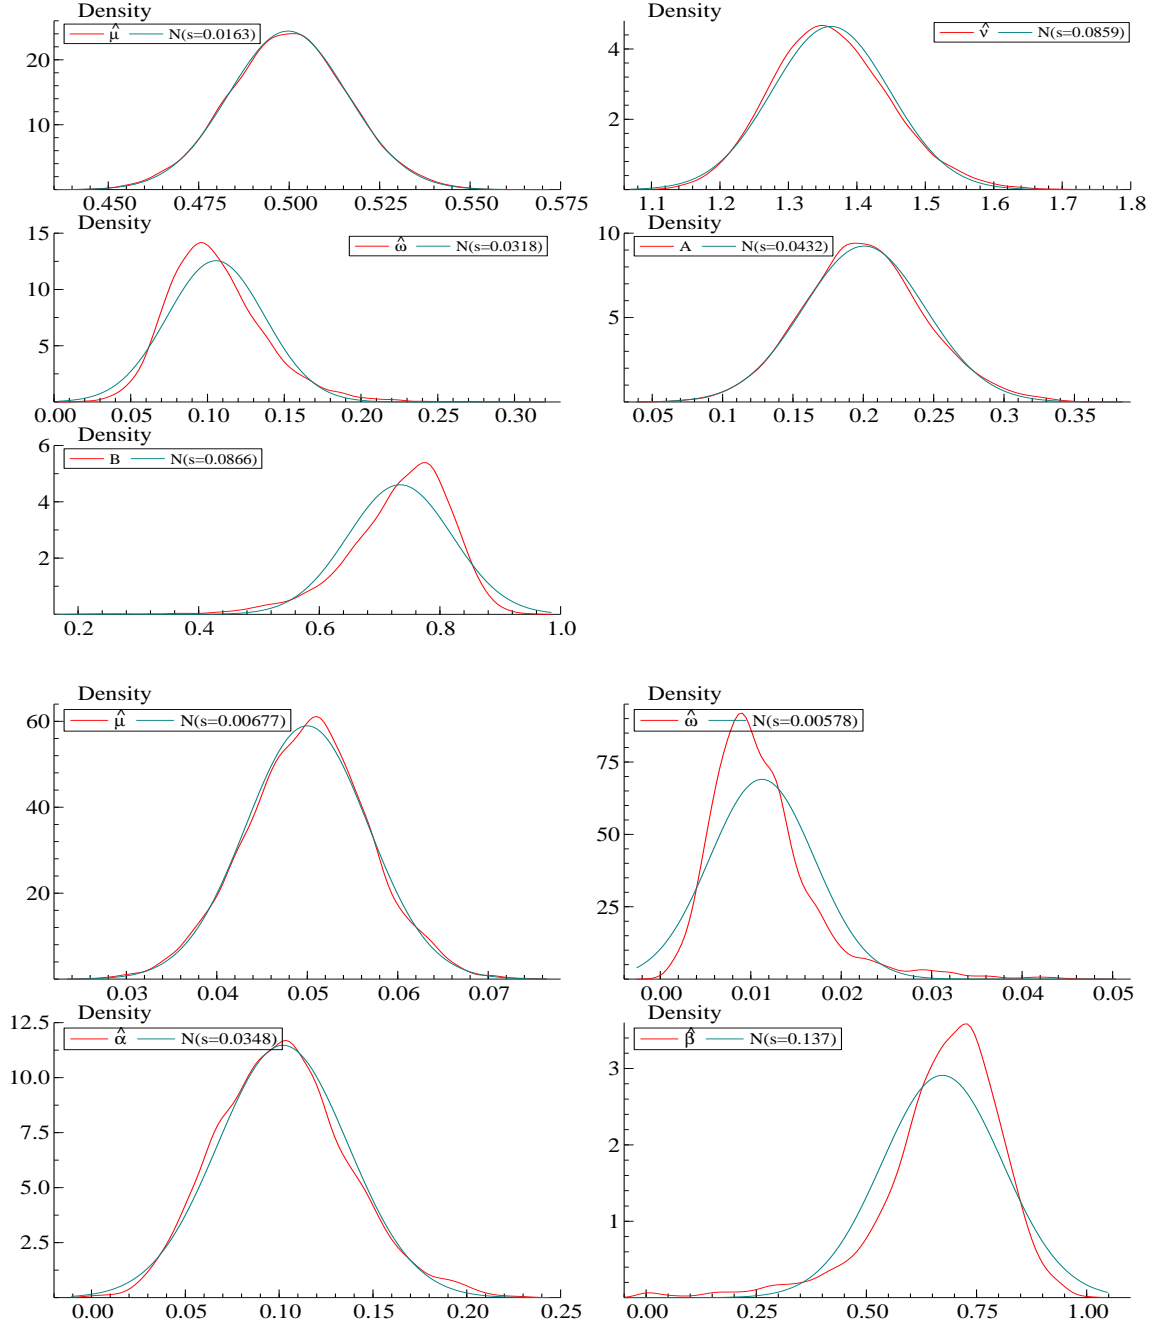 Density
μ̂ N(s=0.0163)
20
10
0.450 0.475 0.500 0.525 0.550 0.575
Density
ν̂ N(s=0.0859)
4
2
1.1 1.2 1.3 1.4 1.5 1.6 1.7 1.8
Density
ω̂ N(s=0.0318)
15
10
5
0.00 0.05 0.10 0.15 0.20 0.25 0.30
Density
A N(s=0.0432)
10
5
0.05 0.1 0.15 0.2 0.25 0.3 0.35
Density
B N(s=0.0866)
6
4
2
0.2 0.4 0.6 0.8 1.0
Density
μ̂ N(s=0.00677)
60
40
20
0.03 0.04 0.05 0.06 0.07
Density
ω̂ N(s=0.00578)
75
50
25
0.00 0.01 0.02 0.03 0.04 0.05
Density
α̂ N(s=0.0348)
12.5
10.0
7.5
5.0
2.5
0.00 0.05 0.10 0.15 0.20 0.25
Density
β̂ N(s=0.137)
3
2
1
0.00 0.25 0.50 0.75 1.00